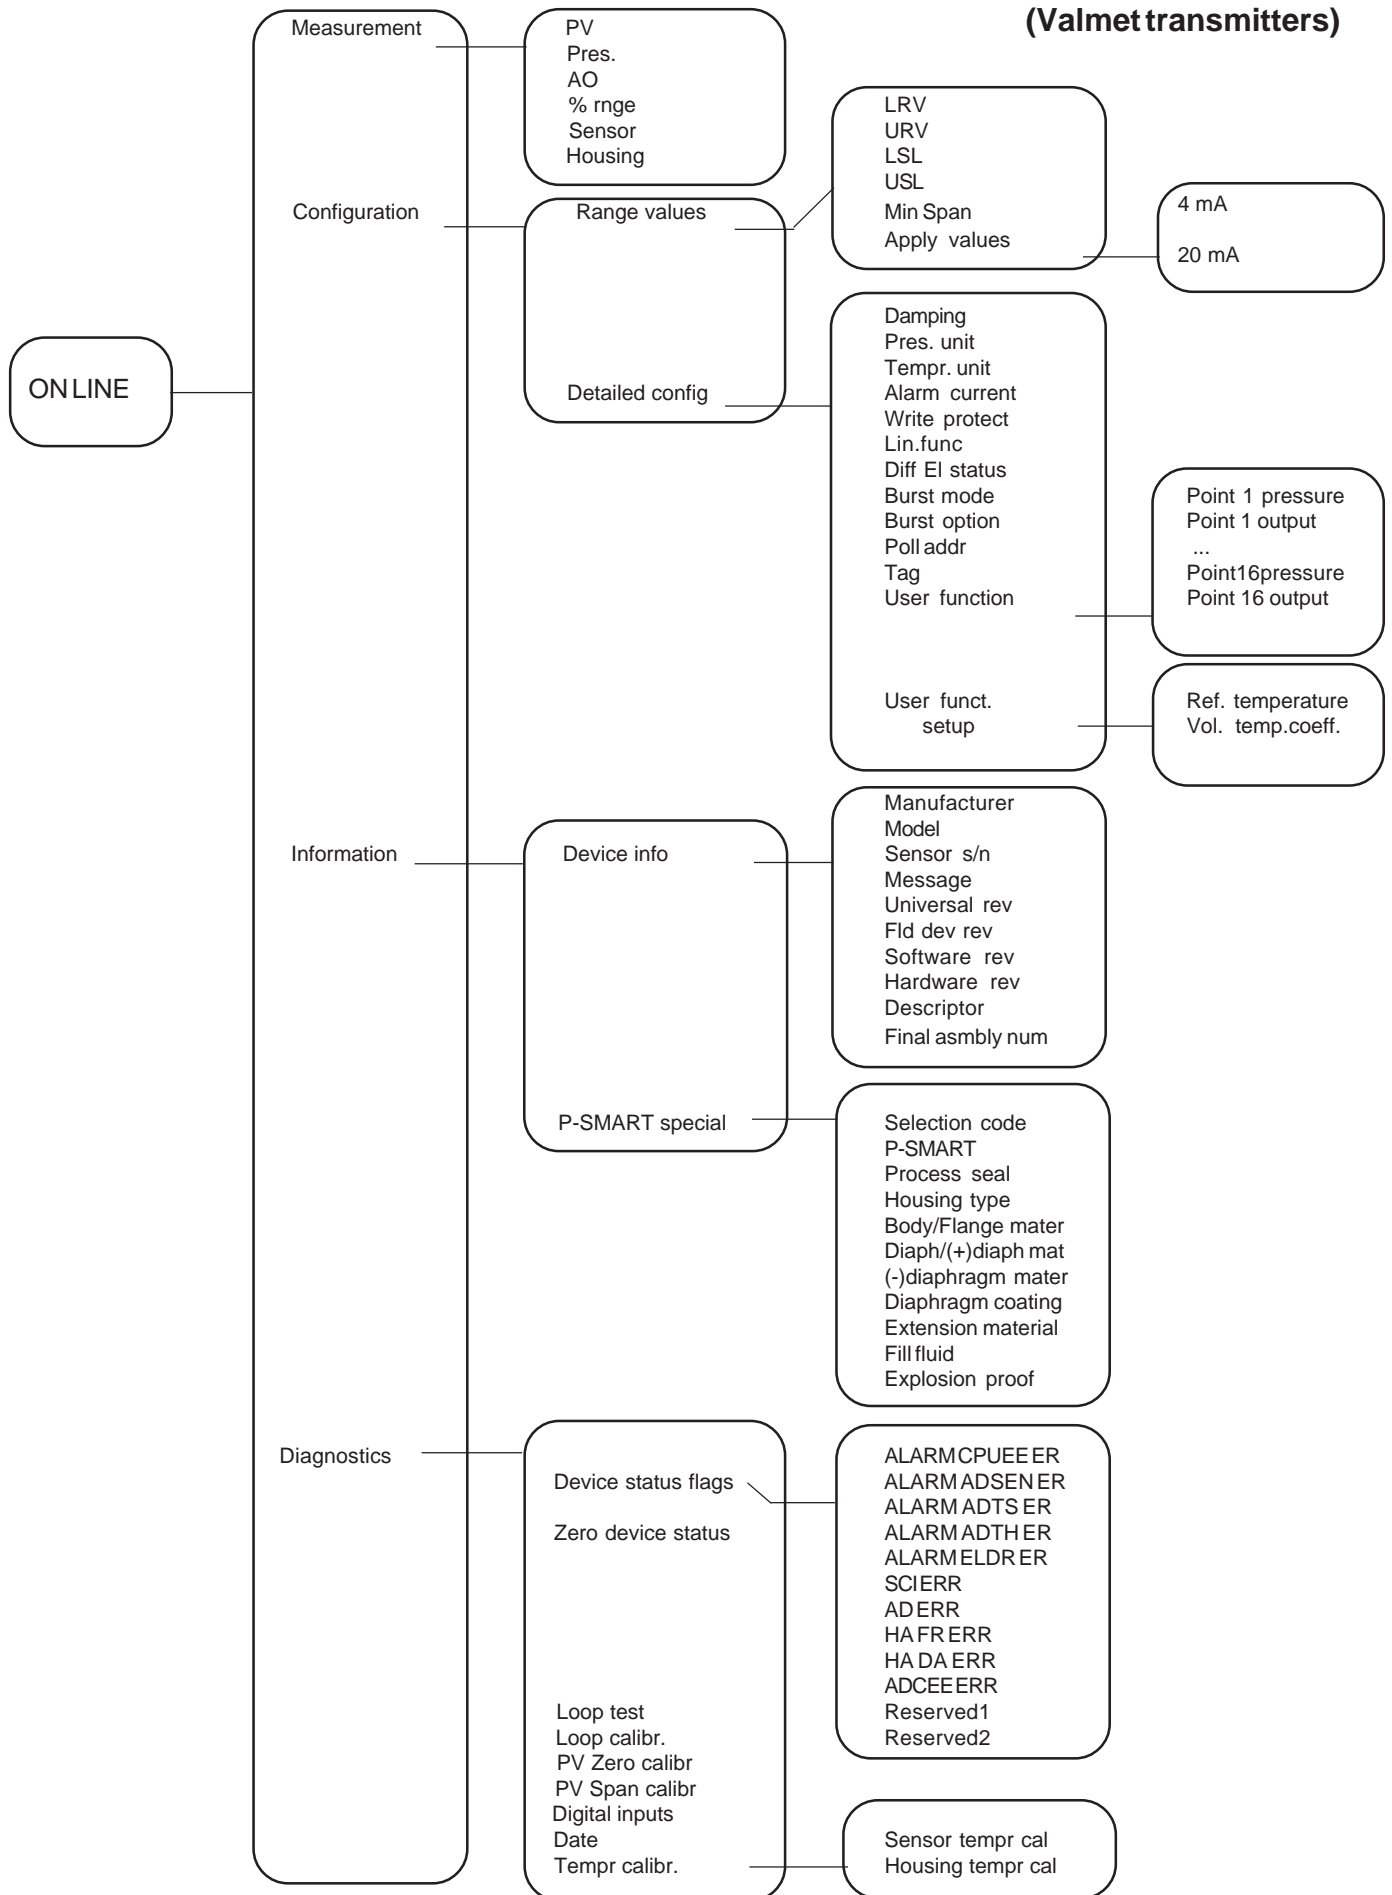 (Valmet transmitters)
Measurement
PV
Pres.
AO
% rnge
Sensor
Housing
LRV
URV
LSL
USL
Min Span
Apply values
4 mA
20 mA
Configuration
Range values
Detailed config
ON LINE
Damping
Pres. unit
Tempr. unit
Alarm current
Write protect
Lin.func
Diff El status
Burst mode
Burst option
Poll addr
Tag
User function
User funct.
setup
Point 1 pressure
Point 1 output
...
Point16pressure
Point 16 output
Ref. temperature
Vol. temp.coeff.
Information
Device info
P-SMART special
Manufacturer
Model
Sensor s/n
Message
Universal rev
Fld dev rev
Software rev
Hardware rev
Descriptor
Final asmbly num
Selection code
P-SMART
Process seal
Housing type
Body/Flange mater
Diaph/(+)diaph mat
(-)diaphragm mater
Diaphragm coating
Extension material
Fill fluid
Explosion proof
Diagnostics
Device status flags
Zero device status
Loop test
Loop calibr.
PV Zero calibr
PV Span calibr
Digital inputs
Date
Tempr calibr.
ALARM CPUEE ER
ALARM ADSEN ER
ALARM ADTS ER
ALARM ADTH ER
ALARM ELDR ER
SCI ERR
AD ERR
HA FR ERR
HA DA ERR
ADCEE ERR
Reserved1
Reserved2
Sensor tempr cal
Housing tempr cal